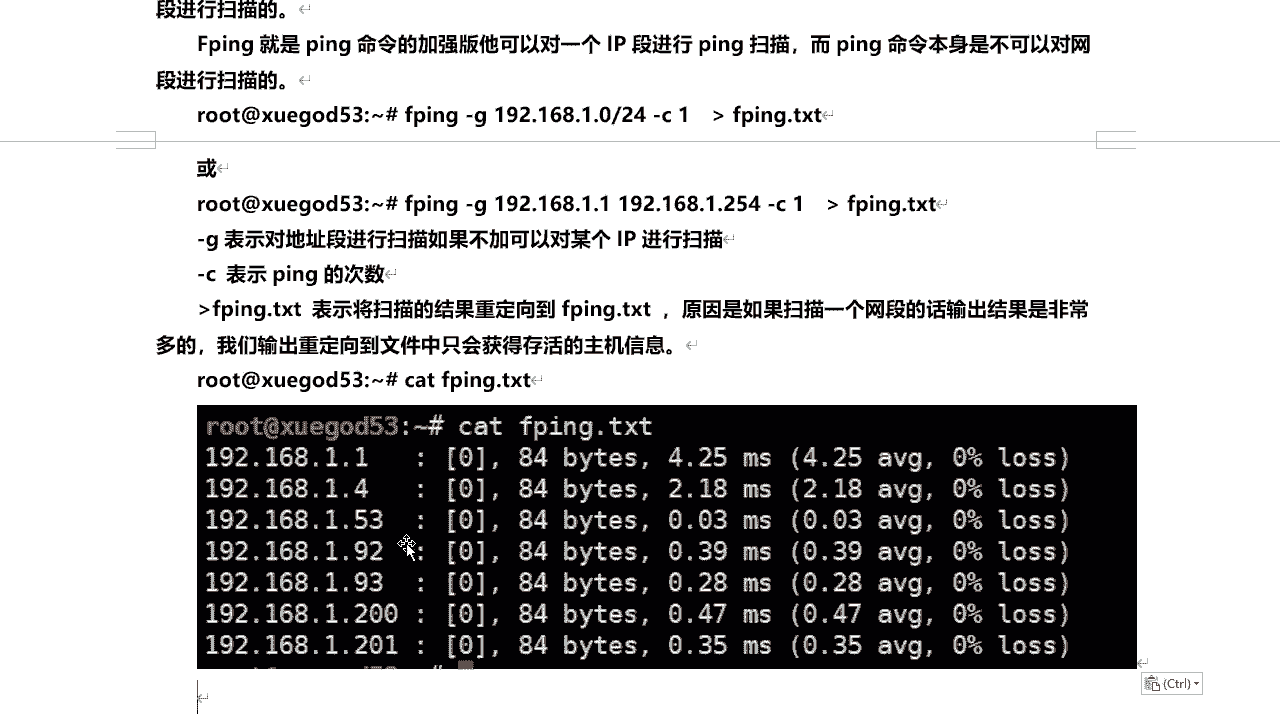 段进行扫描的。
Fping 就是 ping 命令的加强版他可以对一个 IP 段进行 ping 扫描，而 ping 命令本身是不可以对网
段进行扫描的。
root@xuegod53:~# fping -g 192.168.1.0/24 -c 1 > fping.txt
或
root@xuegod53:~# fping -g 192.168.1.1 192.168.1.254 -c 1 > fping.txt
-g 表示对地址段进行扫描如果不加可以对某个 IP 进行扫描
-c 表示 ping 的次数
>fping.txt 表示将扫描的结果重定向到 fping.txt ，原因是如果扫描一个网段的话输出结果是非常
多的，我们输出重定向到文件中只会获得存活的主机信息。
root@xuegod53:~# cat fping.txt
root@xuegod53:~# cat fping.txt
192.168.1.1 : [0], 84 bytes, 4.25 ms (4.25 avg, 0% loss)
192.168.1.4 : [0], 84 bytes, 2.18 ms (2.18 avg, 0% loss)
192.168.1.53 : [0], 84 bytes, 0.03 ms (0.03 avg, 0% loss)
192.168.1.92 : [0], 84 bytes, 0.39 ms (0.39 avg, 0% loss)
192.168.1.93 : [0], 84 bytes, 0.28 ms (0.28 avg, 0% loss)
192.168.1.200 : [0], 84 bytes, 0.47 ms (0.47 avg, 0% loss)
192.168.1.201 : [0], 84 bytes, 0.35 ms (0.35 avg, 0% loss)
(Ctrl)